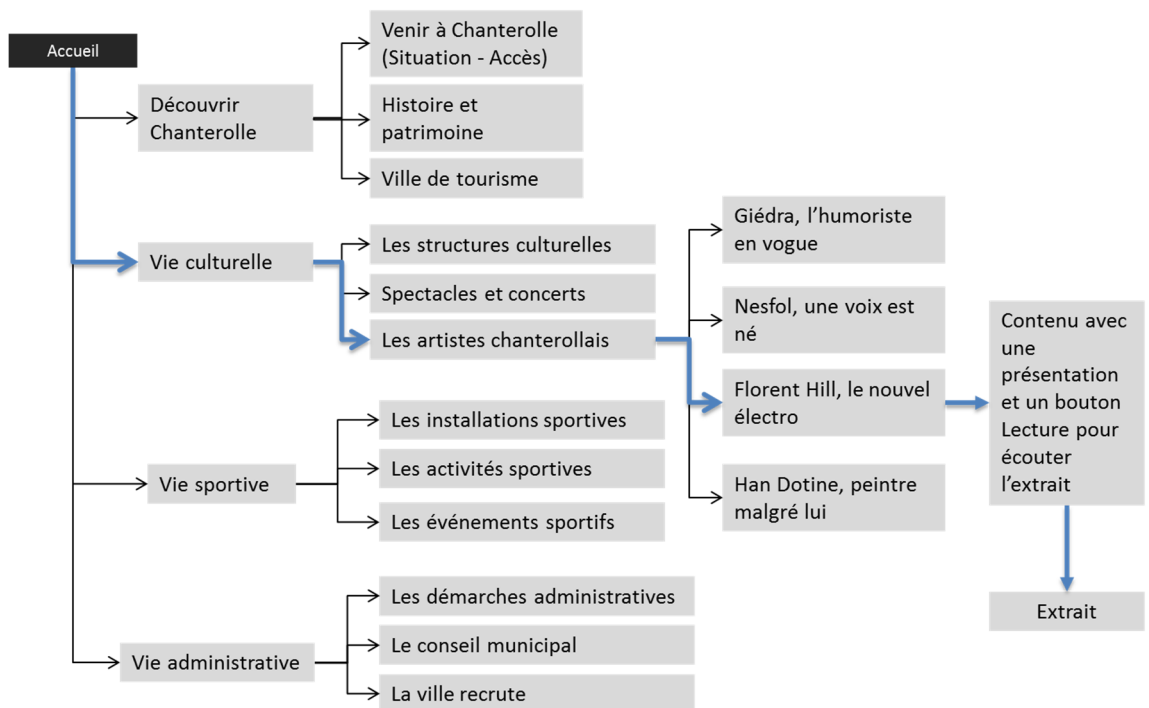 Accueil
Découvrir
Chanterolle
Venir à Chanterolle
(Situation - Accès)
Histoire et
patrimoine
Ville de tourisme
Vie culturelle
Les structures culturelles
Spectacles et concerts
Les artistes chanterollais
Giédra, l’humoriste
en vogue
Nesfol, une voix est
né
Florent Hill, le nouvel
électro
Han Dotine, peintre
malgré lui
Contenu avec
une
présentation
et un bouton
Lecture pour
écouter
l’extrait
Extrait
Vie sportive
Les installations sportives
Les activités sportives
Les événements sportifs
Vie administrative
Les démarches administratives
Le conseil municipal
La ville recrute